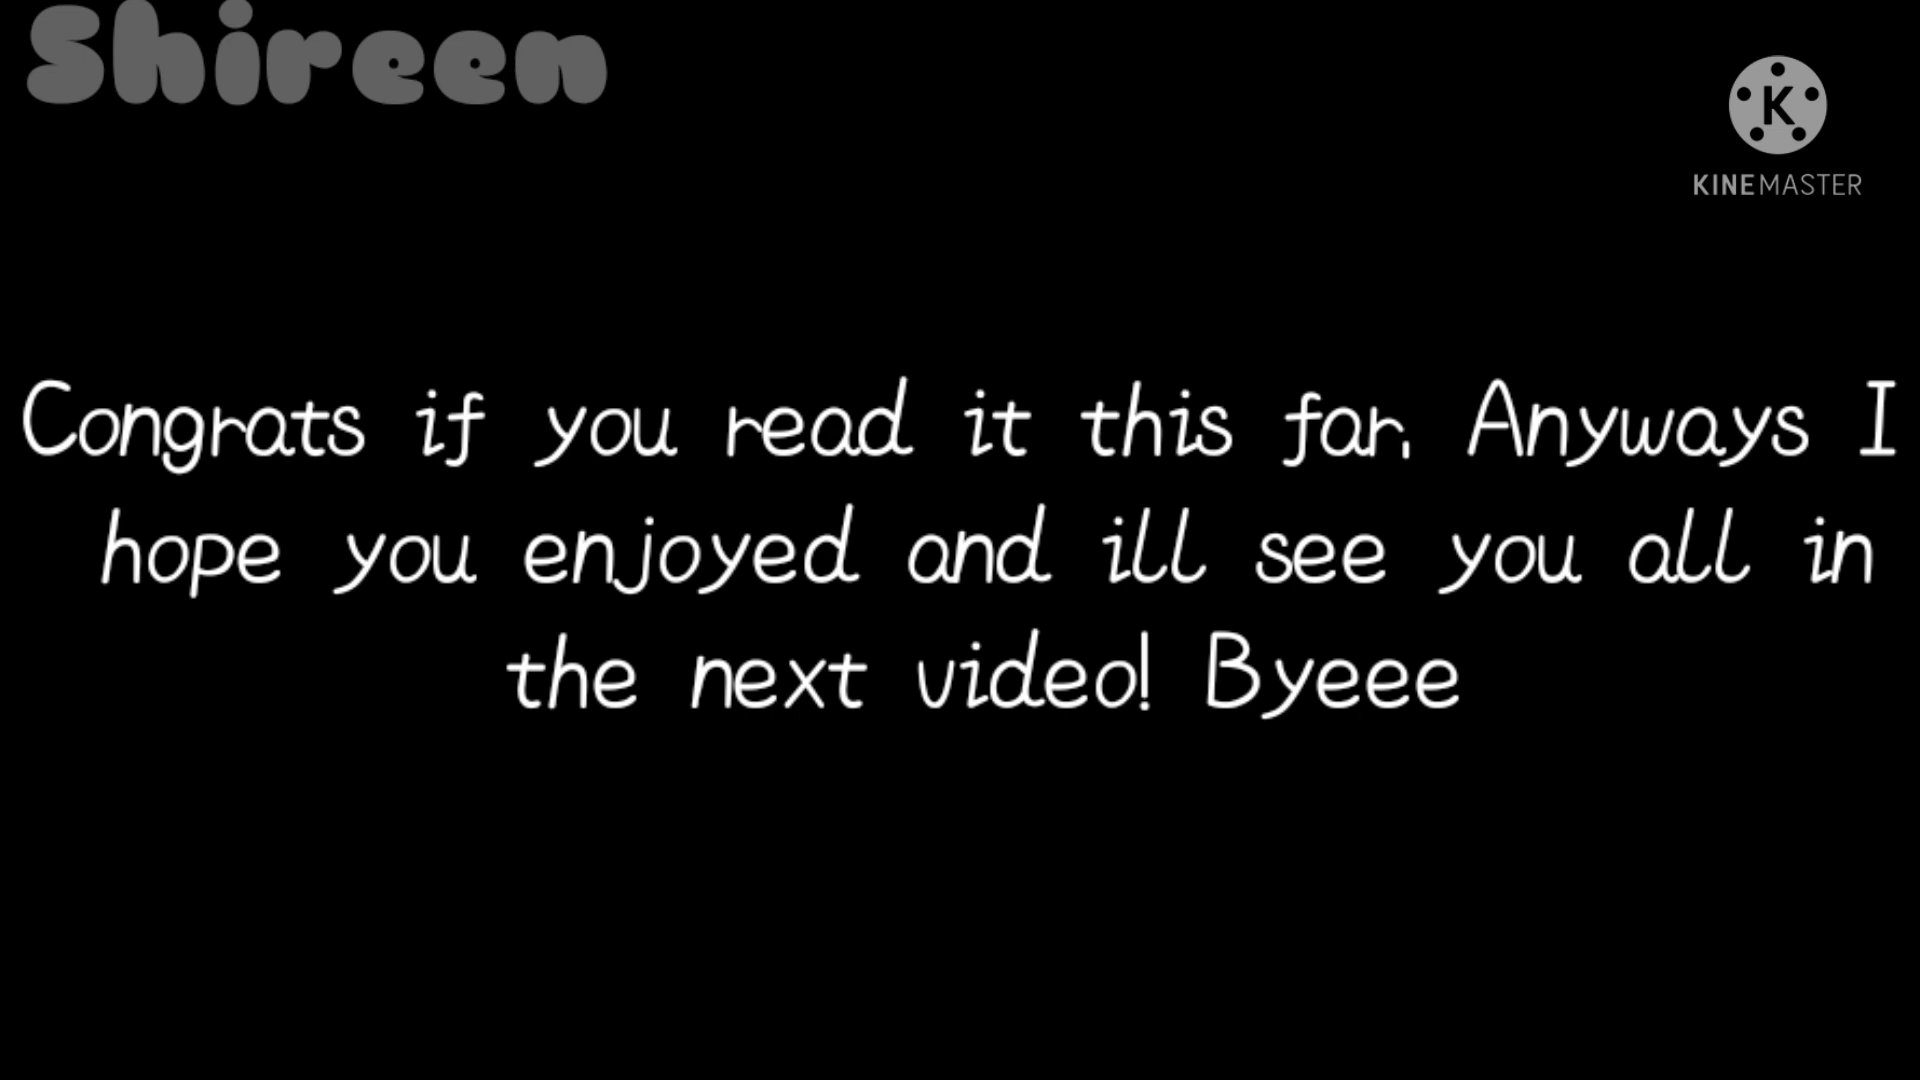 Shireen
K
KINEMASTER
Congrats if you read it this far, Anyways I
hope you enjoyed and ill see you all in
the next video! Byeee